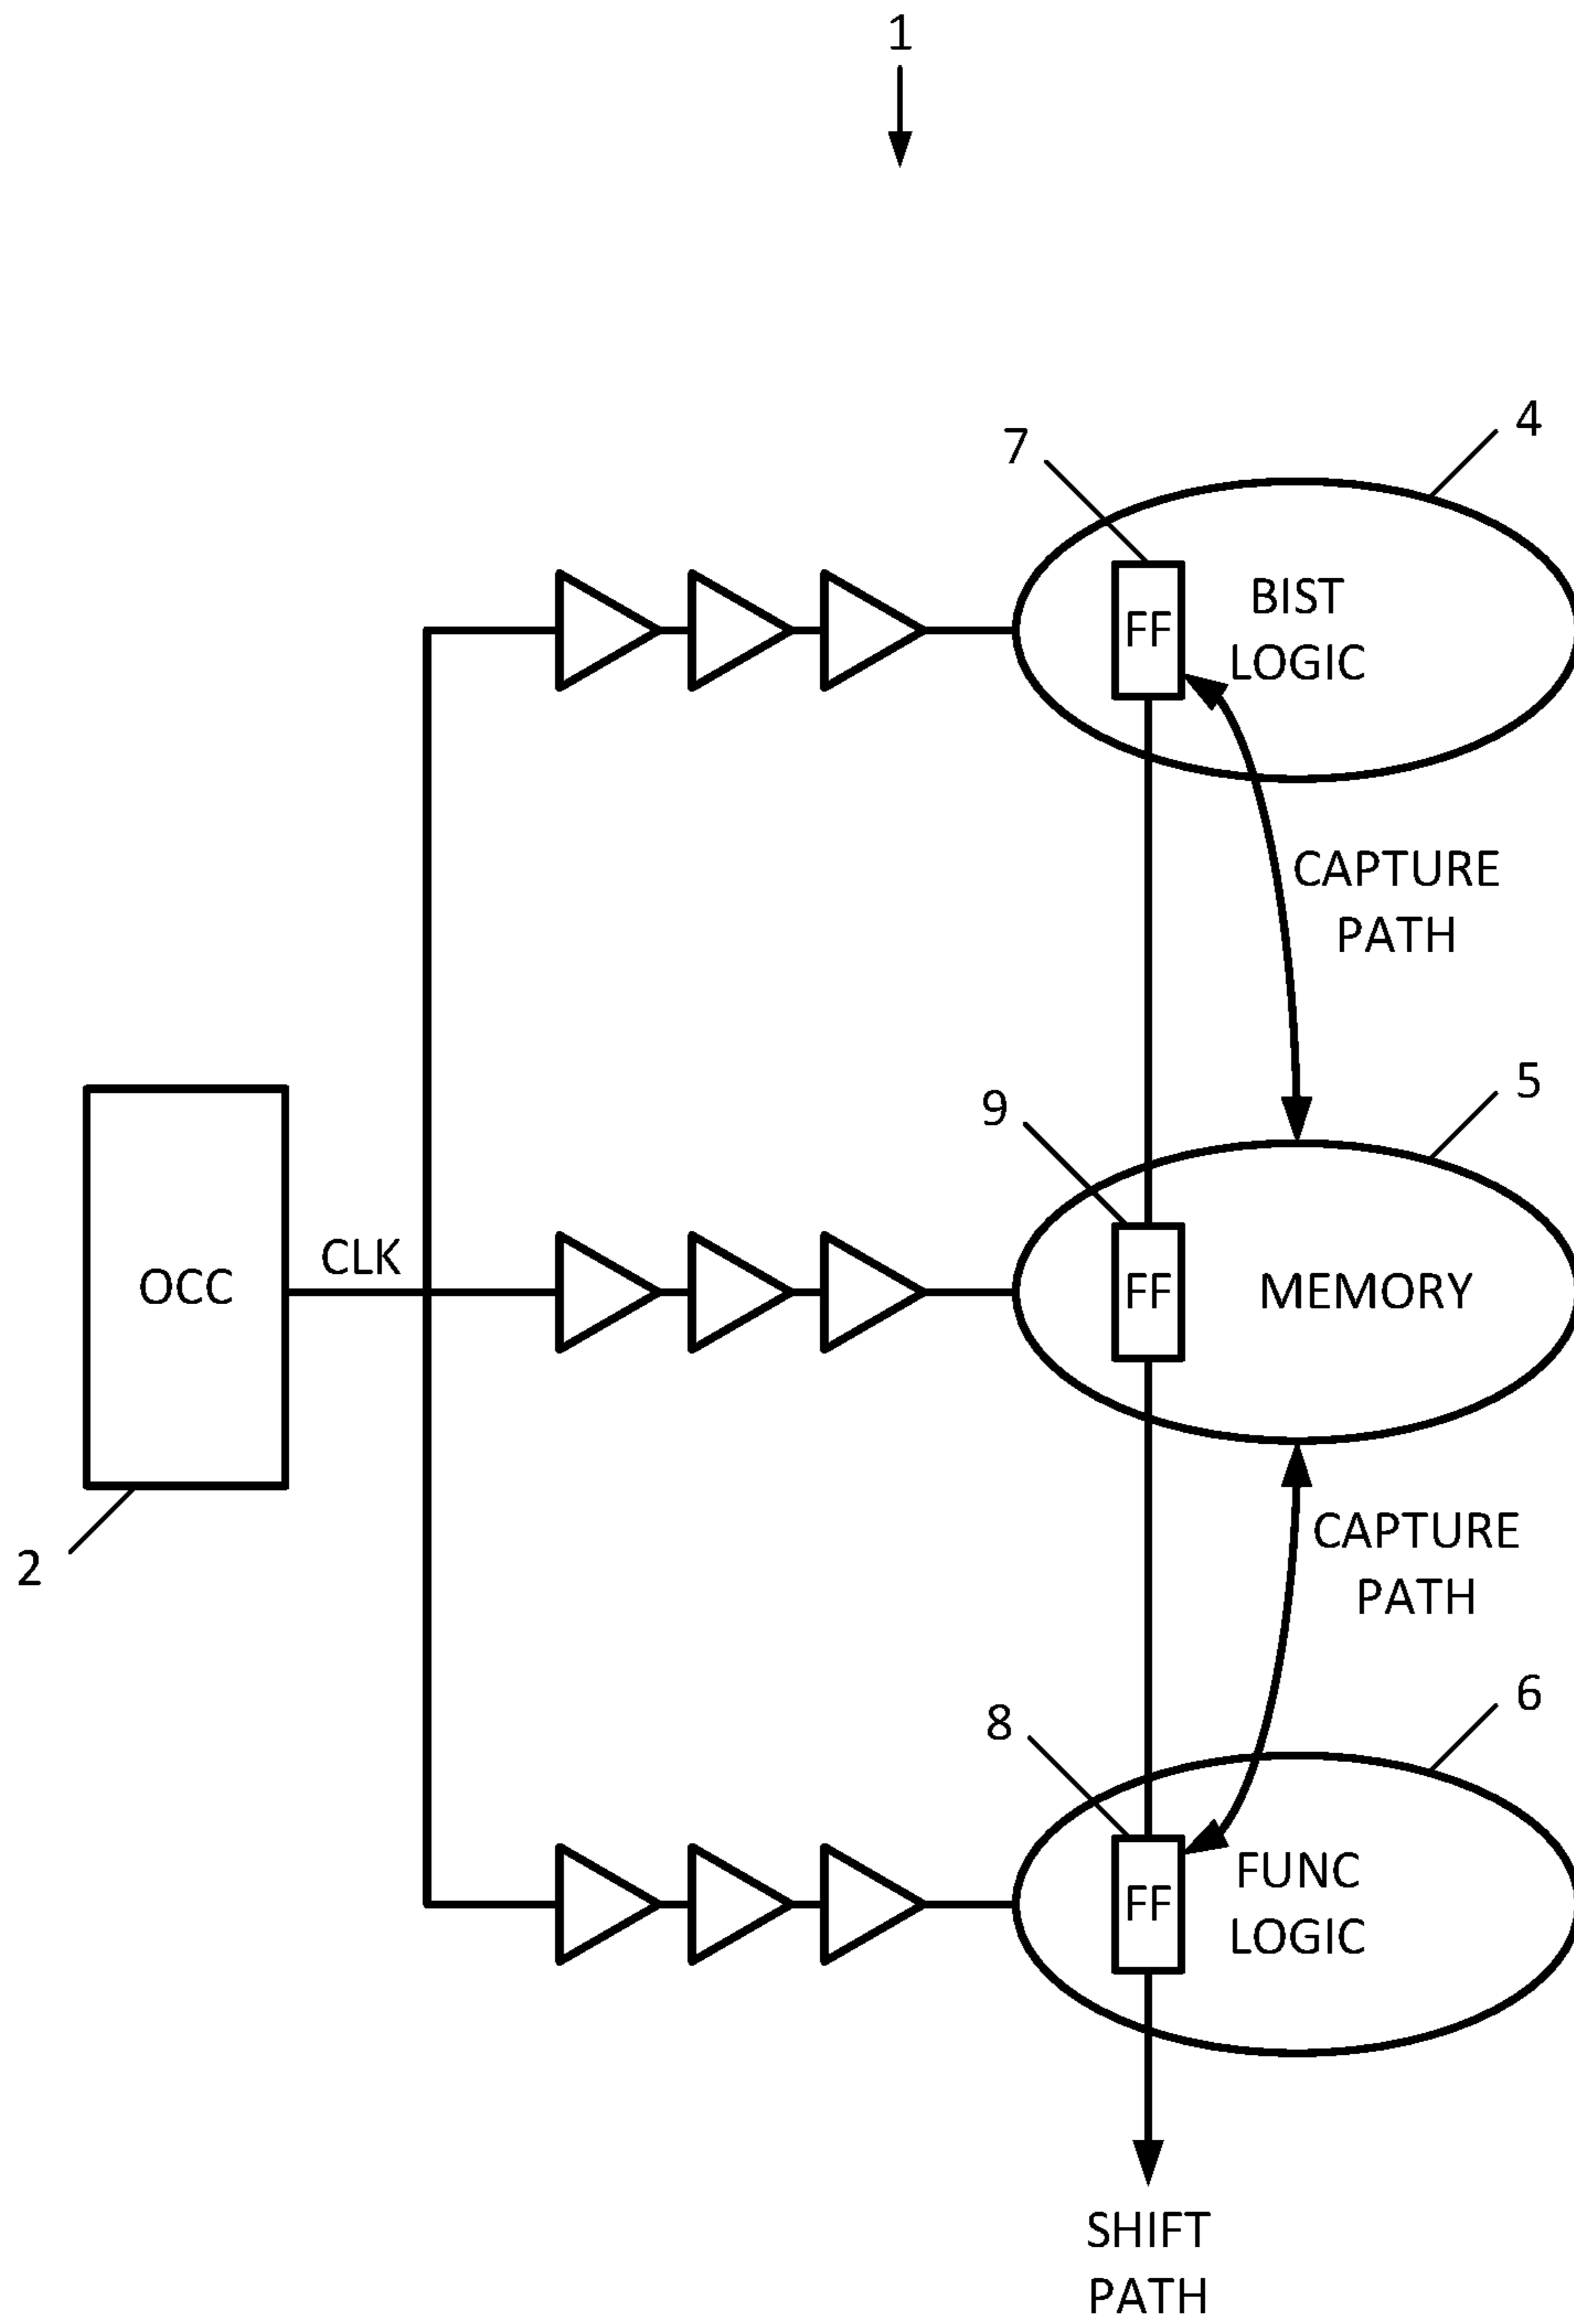 1
4
7
BIST
FF
LOGIC
CAPTURE
PATH
5
9
CLK
OCC
FF
MEMORY
CAPTURE
2
PATH
6
8
FUNC
FF
LOGIC
SHIFT
PATH